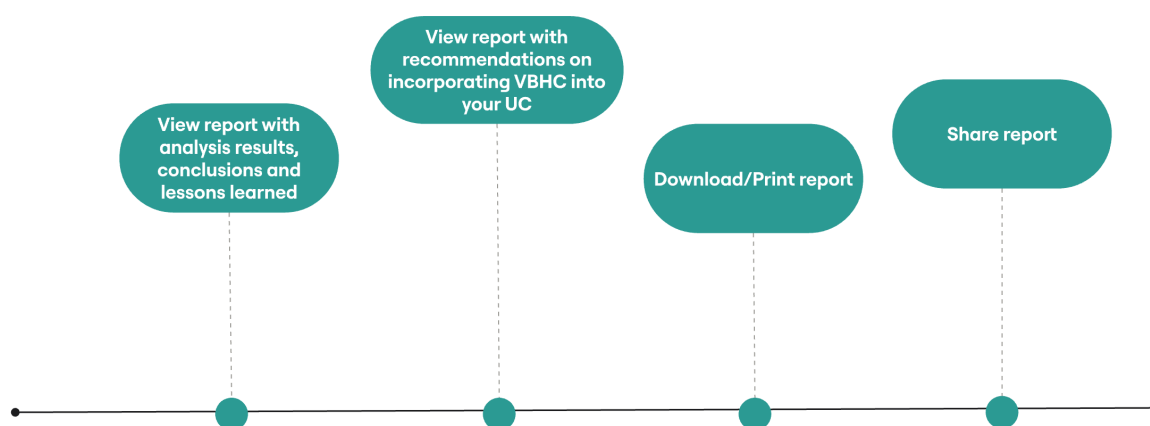 View report with
analysis results,
conclusions and
lessons learned
View report with
recommendations on
incorporating VBHC into
your UC
Download/Print report
Share report